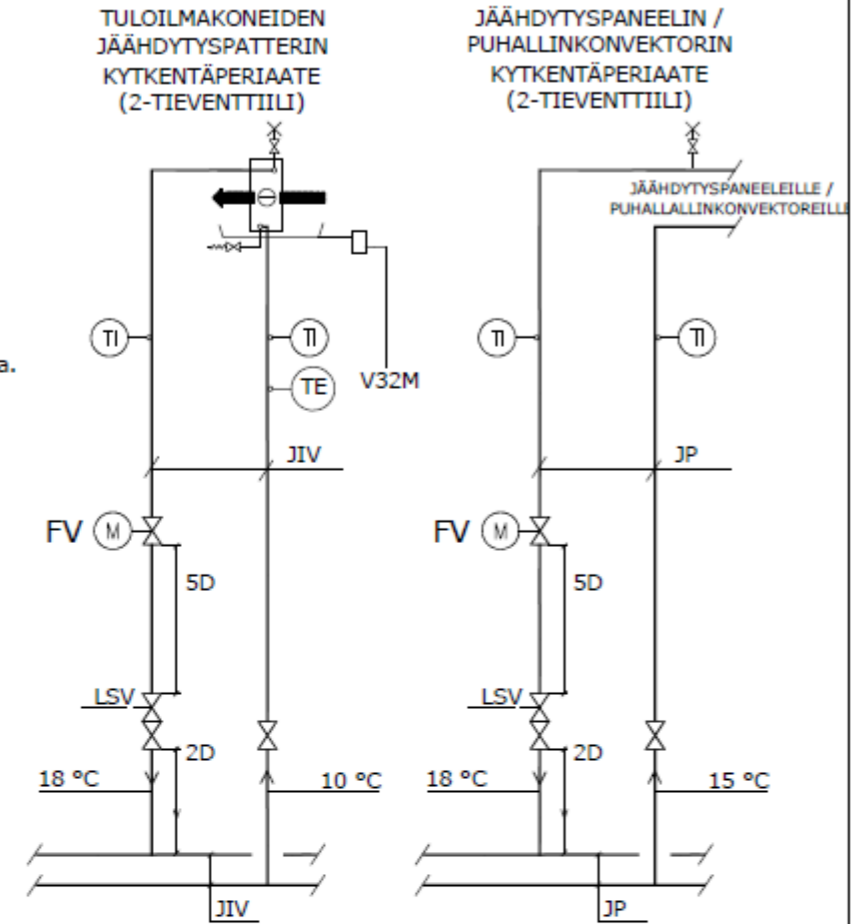 TULOILMAKONEIDEN
JÄÄHDYTYSPATTERIN
KYTKENTÄPERIAATE
(2-TIEVENTTIILI)
TI
TI
TE
V32M
a.
JIV
FV M
5D
LSV
2D
18 °C
10 °C
JIV
JÄÄHDYTYSPANEELIN /
PUHALLINKONVEKTORIN
KYTKENTÄPERIAATE
(2-TIEVENTTIILI)
JÄÄHDYTYSPANEELEILLE /
PUHALLALLINKONVEKTOREILLE
TI
TI
JP
FV M
5D
LSV
2D
18 °C
15 °C
JP